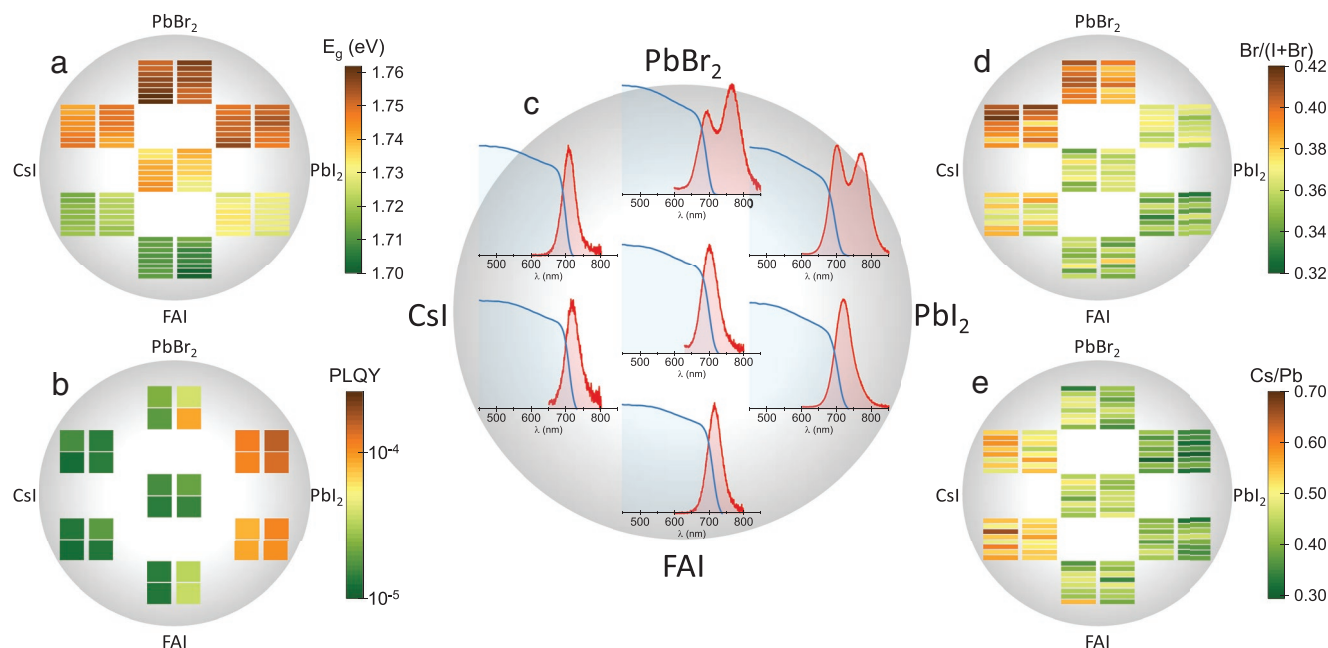 PbBr2
a
Eg (eV)
1.76
1.75
1.74
1.73
1.72
1.71
1.70
CsI
PbI2
FAI
PbBr2
b
PLQY
10-4
10-5
CsI
PbI2
FAI
PbBr2
c
500 600 700 800
λ (nm)
500 600 700 800
λ (nm)
500 600 700 800
λ (nm)
500 600 700 800
λ (nm)
500 600 700 800
λ (nm)
500 600 700 800
λ (nm)
500 600 700 800
λ (nm)
CsI
PbI2
FAI
PbBr2
d
Br/(I+Br)
0.42
0.40
0.38
0.36
0.34
0.32
CsI
PbI2
FAI
PbBr2
e
Cs/Pb
0.70
0.60
0.50
0.40
0.30
CsI
PbI2
FAI